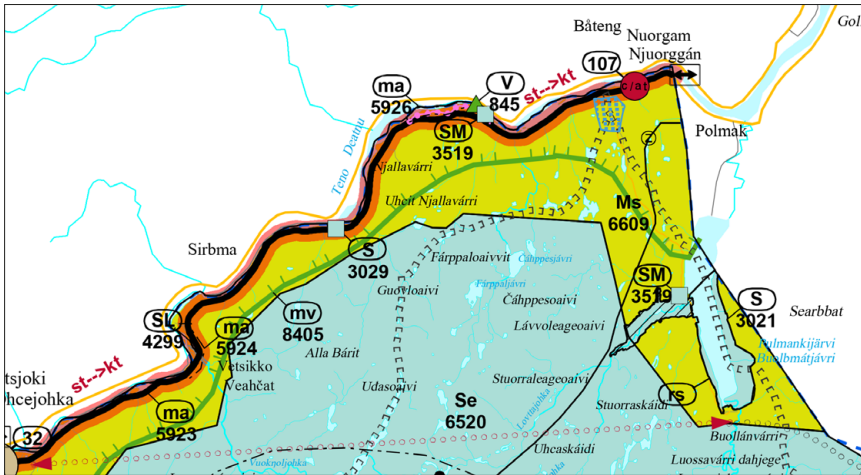 Gol
Båteng
Nuorgam
Njuorggán
107
c/at
st-->kt
V
845
ma
5926
SM
3519
Polmak
z
Deatnu
Teno
Njallavárri
Uhcit Njallavárri
Ms
6609
Sirbma
S
3029
Fárppaloaivvit
Čáhppesjávri
Fárppaljávri
Guovloaivi
Čáhppesoaivi
SM
3519
S
3021
Searbbat
Lávvoleageoaivi
SL
4299
ma
5924
mv
8405
Alla Bárit
Pulmankijärvi
Buolbmátjávri
Vetsikko
Veahčat
st-->kt
tsjoki
hcejohka
Udasoaivi
Stuorraleageoaivi
Se
6520
Stuorraskáidi
rs
ma
5923
32
Uhcaskáidi
Buollánvárri
Luossavárri dahjege
Vuoknoljohka